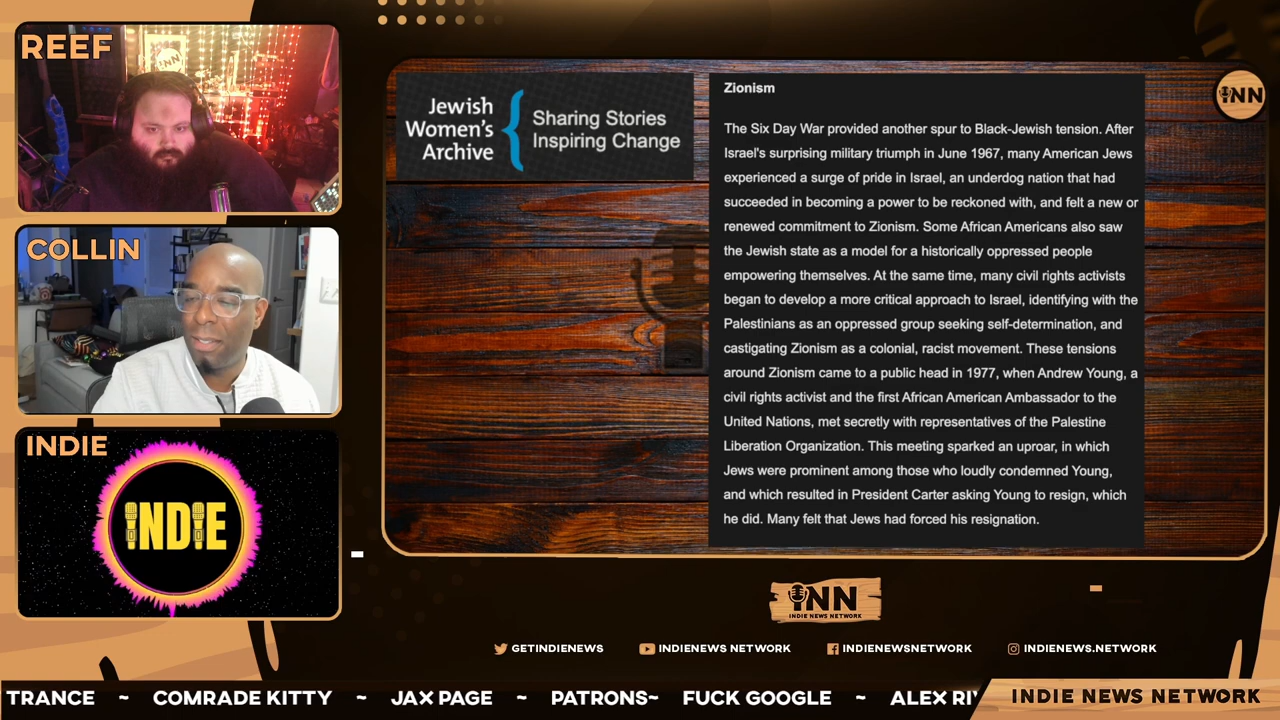 REEF
INN
COLLIN
INDIE
INDIE
Jewish
Women's
Archive
Sharing Stories
Inspiring Change
Zionism
The Six Day War provided another spur to Black-Jewish tension. After
Israel's surprising military triumph in June 1967, many American Jews
experienced a surge of pride in Israel, an underdog nation that had
succeeded in becoming a power to be reckoned with, and felt a new or
renewed commitment to Zionism. Some African Americans also saw
the Jewish state as a model for a historically oppressed people
empowering themselves. At the same time, many civil rights activists
began to develop a more critical approach to Israel, identifying with the
Palestinians as an oppressed group seeking self-determination, and
castigating Zionism as a colonial, racist movement. These tensions
around Zionism came to a public head in 1977, when Andrew Young, a
civil rights activist and the first African American Ambassador to the
United Nations, met secretly with representatives of the Palestine
Liberation Organization. This meeting sparked an uproar, in which
Jews were prominent among those who loudly condemned Young,
and which resulted in President Carter asking Young to resign, which
he did. Many felt that Jews had forced his resignation.
INN
INN
INDIE NEWS NETWORK
GETINDIENEWS
INDIENEWS NETWORK
INDIENEWSNETWORK
INDIENEWS.NETWORK
TRANCE ~ COMRADE KITTY ~ JAX PAGE ~ PATRONS~ FUCK GOOGLE ~ ALEX
INDIE NEWS NETWORK